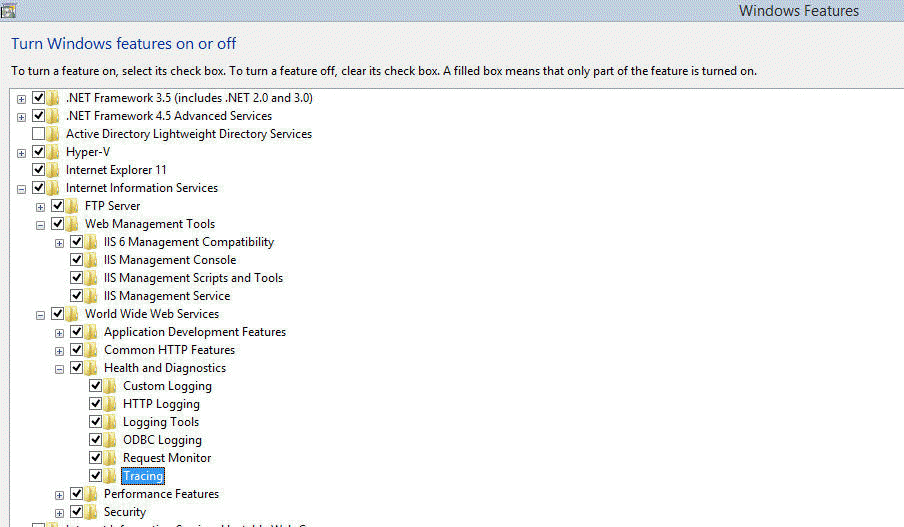 Windows Features
Turn Windows features on or off
To turn a feature on, select its check box. To turn a feature off, clear its check box. A filled box means that only part of the feature is turned on.
.NET Framework 3.5 (includes .NET 2.0 and 3.0)
.NET Framework 4.5 Advanced Services
Active Directory Lightweight Directory Services
Hyper-V
Internet Explorer 11
Internet Information Services
FTP Server
Web Management Tools
IIS 6 Management Compatibility
IIS Management Console
IIS Management Scripts and Tools
IIS Management Service
World Wide Web Services
Application Development Features
Common HTTP Features
Health and Diagnostics
Custom Logging
HTTP Logging
Logging Tools
ODBC Logging
Request Monitor
Tracing
Performance Features
Security